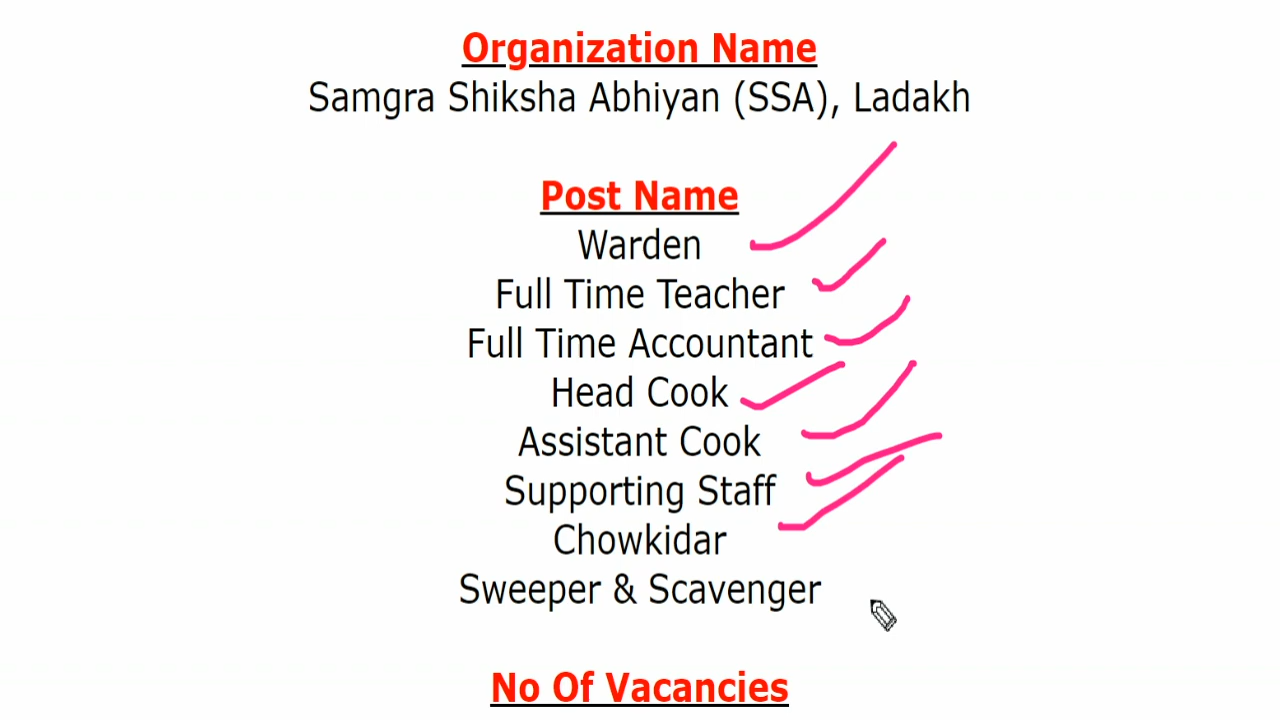 Organization Name
Samgra Shiksha Abhiyan (SSA), Ladakh
Post Name
Warden
Full Time Teacher
Full Time Accountant
Head Cook
Assistant Cook
Supporting Staff
Chowkidar
Sweeper & Scavenger
No Of Vacancies